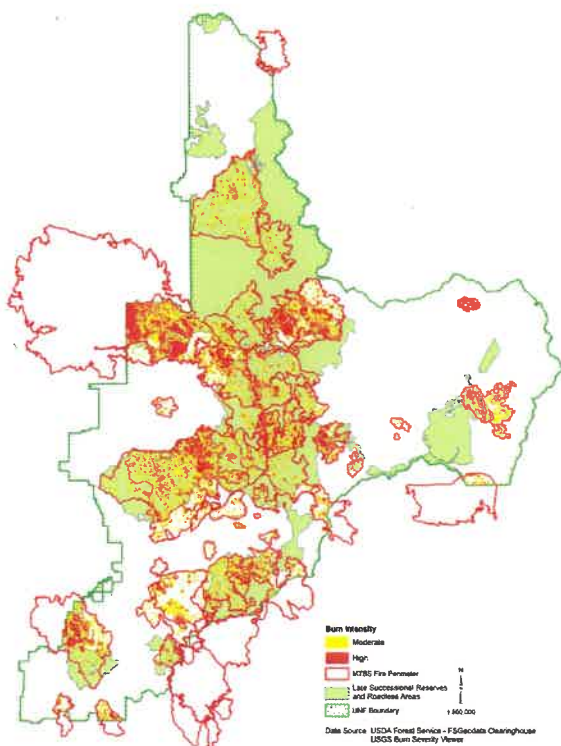 Burn Intensity
Moderate
High
MTBS Fire Perimeter
Late Successional Reserves
and Roadless Areas
N
Boundary
Data Source USDA Forest Service - FSGeodata Clearinghouse
USGS Burn Severity Viewer